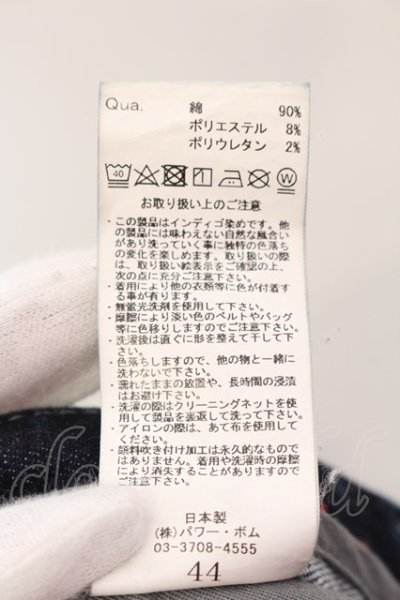 Qua. 綿 90%
ポリエステル 8%
ポリウレタン 2%
40 W
お取り扱い上のご注意
・この製品はインディゴ染めです。他
の製品には味わえない自然な風合い
があり洗っていく事に独特の色落ち
の変化を楽しめます。取り扱いの際
は、取り扱い絵表示をご確認の上、
次の点に充分ご注意下さい。
・着用により他の衣類等に色が付着す
る事が有ります。
・無蛍光洗剤を使用して下さい。
・摩擦により淡い色のベルトやバッグ
等に色移りしますのでご注意下さい。
・洗濯後は直ぐに形を整えて干して下
さい。
・色落ちしますので、他の物と一緒に
洗わないで下さい。
・濡れたままの放置や、長時間の浸漬
はお避け下さい。
・洗濯の際はクリーニングネットを使
用して製品を裏返して洗って下さい。
・アイロンの際は、あて布を使用して
ください。
・顔料吹き付け加工は永久的なもので
はありません。着用や洗濯時の摩擦
により消失することがありますので
ご注意ください。
日本製
(株)パワー・ボム
03-3708-4555
44